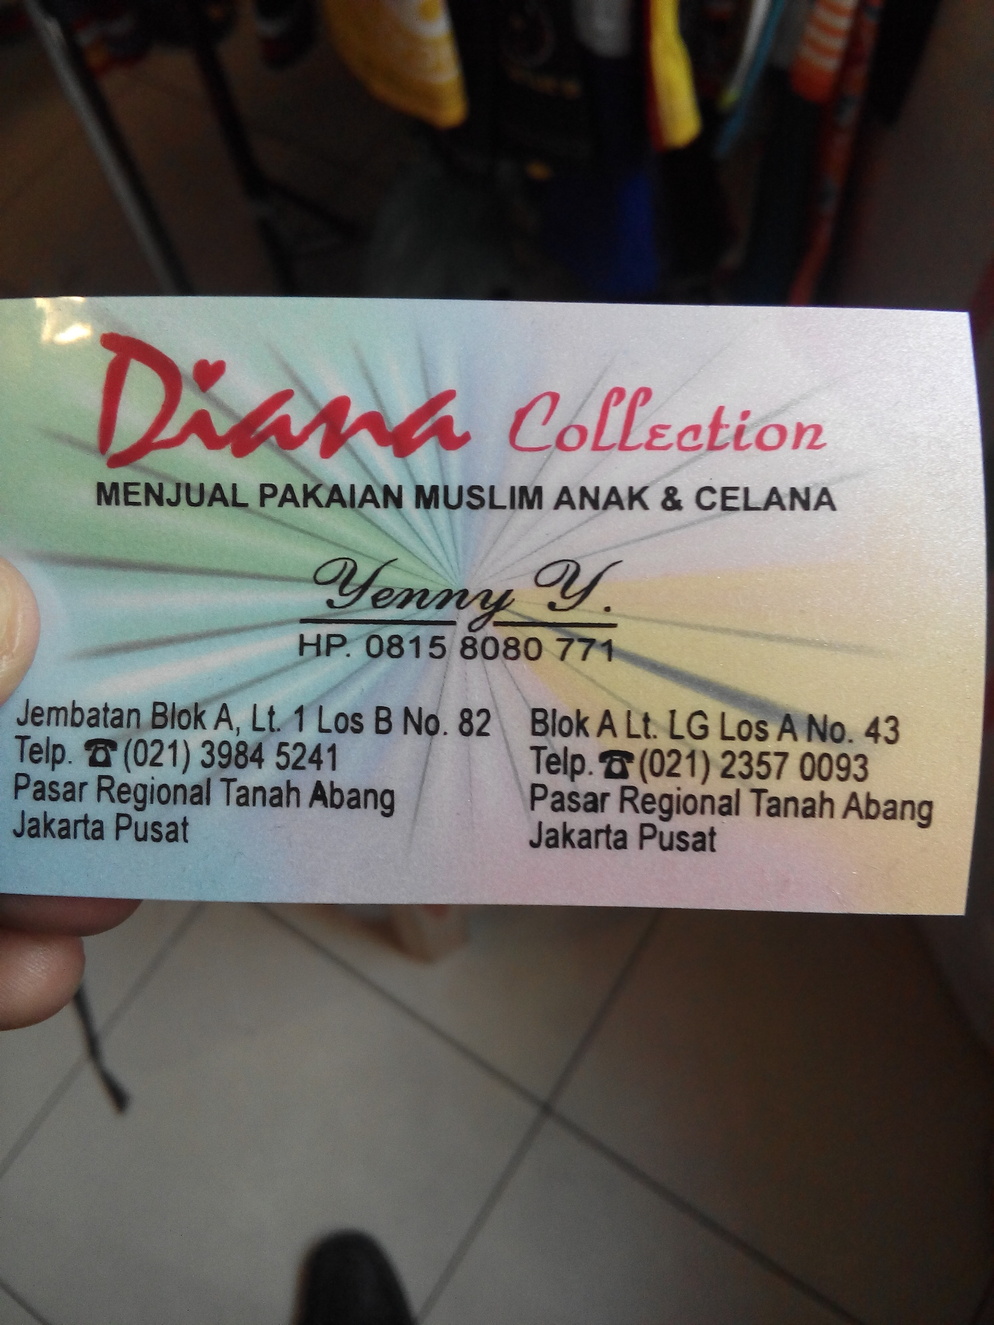 Diana Collection
MENJUAL PAKAIAN MUSLIM ANAK & CELANA
Yenny Y.
HP. 0815 8080 771
Jembatan Blok A, Lt. 1 Los B No. 82
Telp. ☎ (021) 3984 5241
Pasar Regional Tanah Abang
Jakarta Pusat
Blok A Lt. LG Los A No. 43
Telp. ☎ (021) 2357 0093
Pasar Regional Tanah Abang
Jakarta Pusat